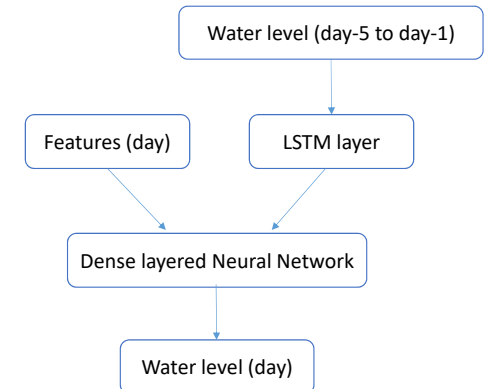 Water level (day-5 to day-1)
Features (day)
LSTM layer
Dense layered Neural Network
Water level (day)